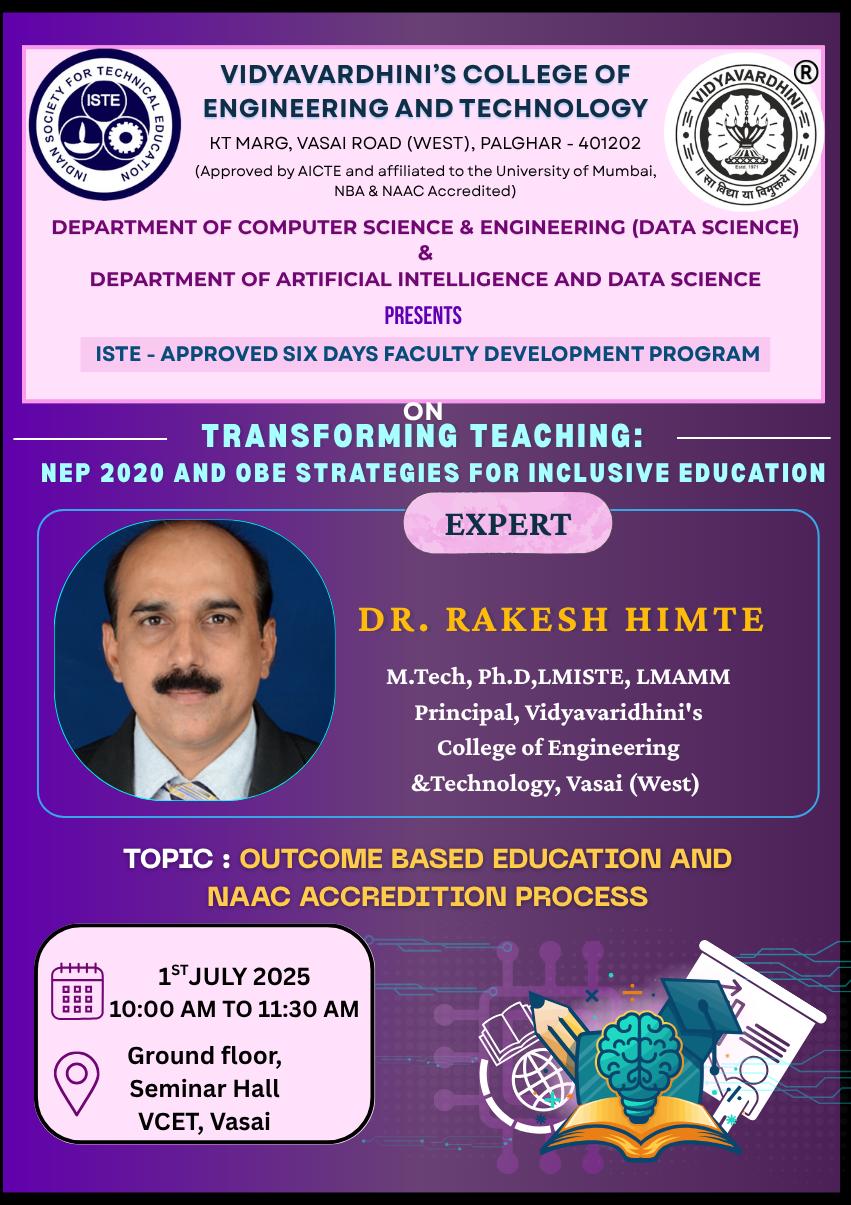 INDIAN SOCIETY FOR TECHNICAL EDUCATION
ISTE
VIDYAVARDHINI'S COLLEGE OF
ENGINEERING AND TECHNOLOGY
KT MARG, VASAI ROAD (WEST), PALGHAR - 401202
(Approved by AICTE and affiliated to the University of Mumbai,
NBA & NAAC Accredited)
VIDYAVARDHINI
®
Estd. 1971
॥ सा विद्या या विमुक्तये ॥
DEPARTMENT OF COMPUTER SCIENCE & ENGINEERING (DATA SCIENCE)
&
DEPARTMENT OF ARTIFICIAL INTELLIGENCE AND DATA SCIENCE
PRESENTS
ISTE - APPROVED SIX DAYS FACULTY DEVELOPMENT PROGRAM
ON
TRANSFORMING TEACHING:
NEP 2020 AND OBE STRATEGIES FOR INCLUSIVE EDUCATION
EXPERT
DR. RAKESH HIMTE
M.Tech, Ph.D,LMISTE, LMAMM
Principal, Vidyavaridhini's
College of Engineering
&Technology, Vasai (West)
TOPIC : OUTCOME BASED EDUCATION AND
NAAC ACCREDITION PROCESS
1STJULY 2025
10:00 AM TO 11:30 AM
Ground floor,
Seminar Hall
VCET, Vasai